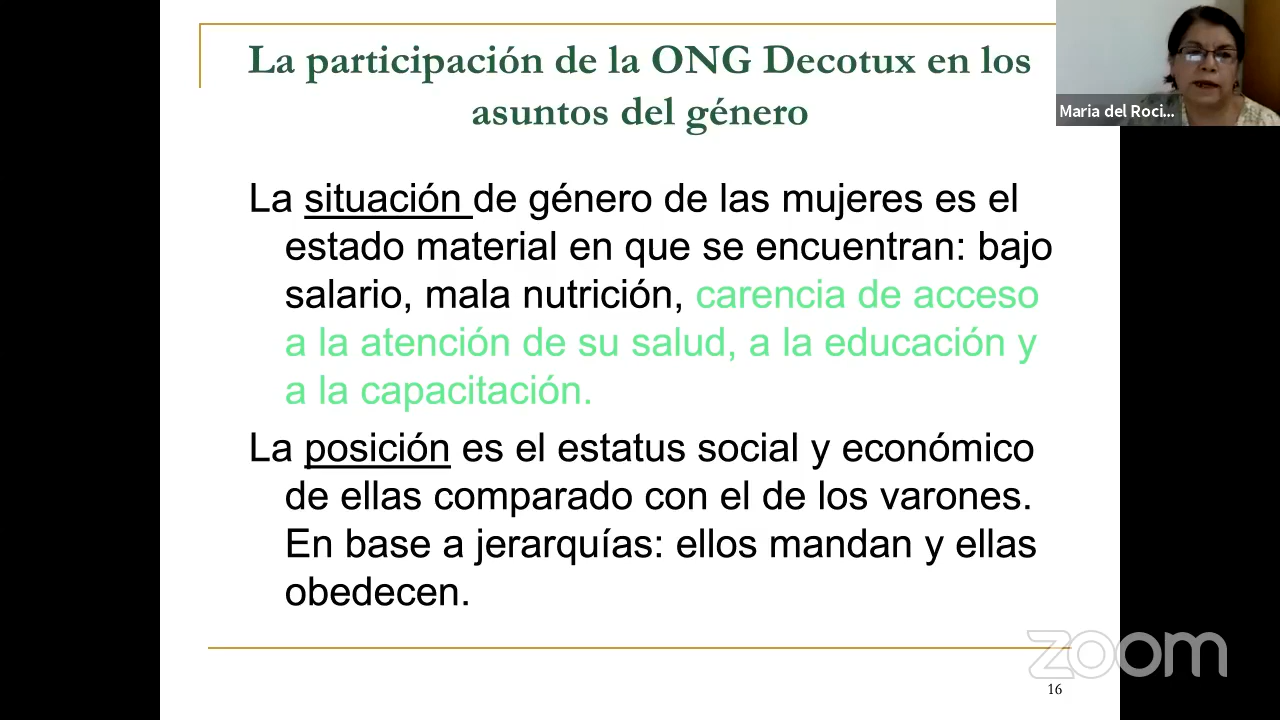 La participación de la ONG Decotux en los
asuntos del género
Maria del Roci...
La situación de género de las mujeres es el
estado material en que se encuentran: bajo
salario, mala nutrición, carencia de acceso
a la atención de su salud, a la educación y
a la capacitación.
La posición es el estatus social y económico
de ellas comparado con el de los varones.
En base a jerarquías: ellos mandan y ellas
obedecen.
zoom
16